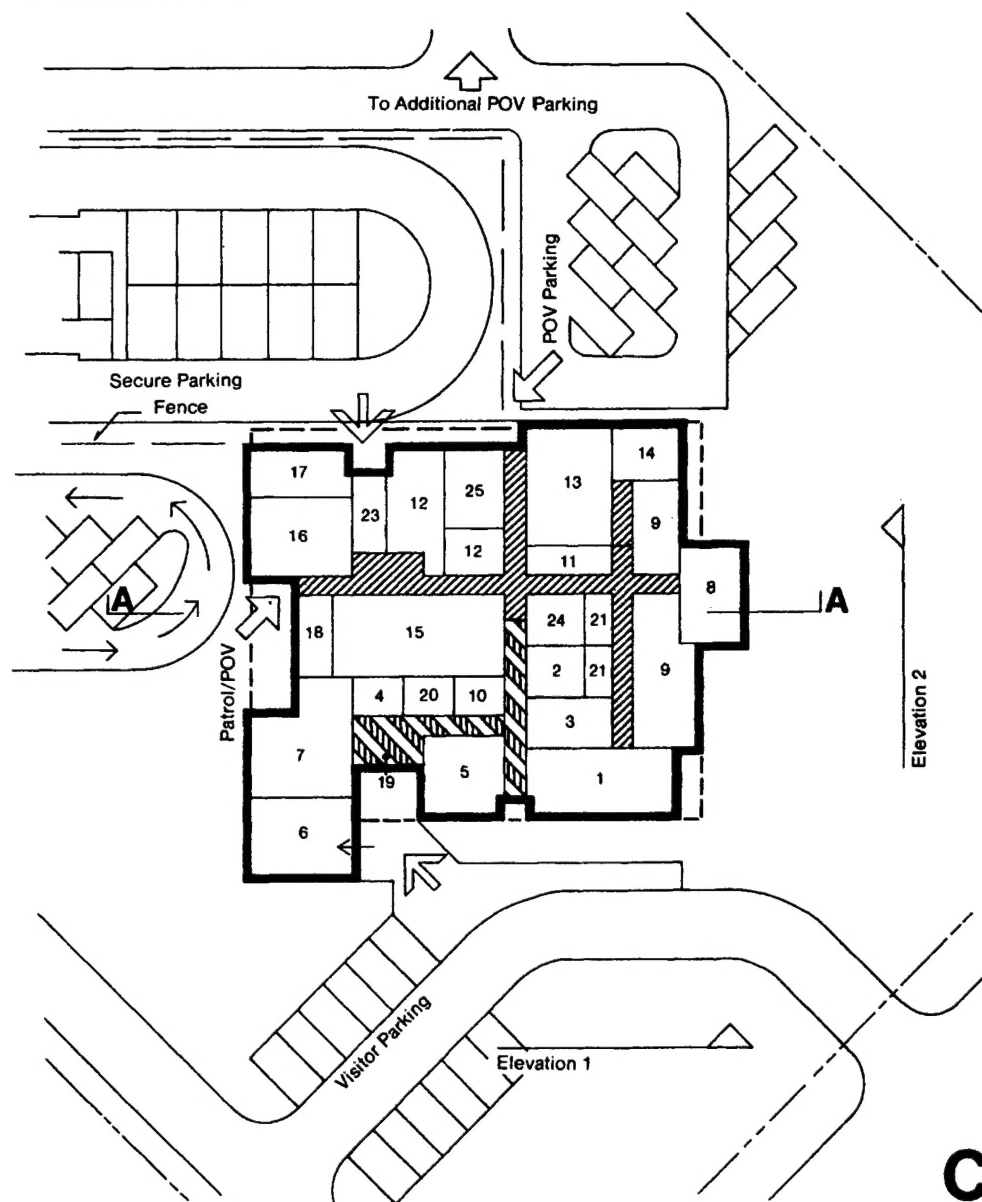 To Additional POV Parking
POV Parking
Secure Parking
Fence
17
23
12
25
13
14
16
12
11
9
8
A
A
18
15
24
21
2
21
9
4
20
10
3
Patrol/POV
7
19
5
1
6
Elevation 2
Visitor Parking
Elevation 1
C